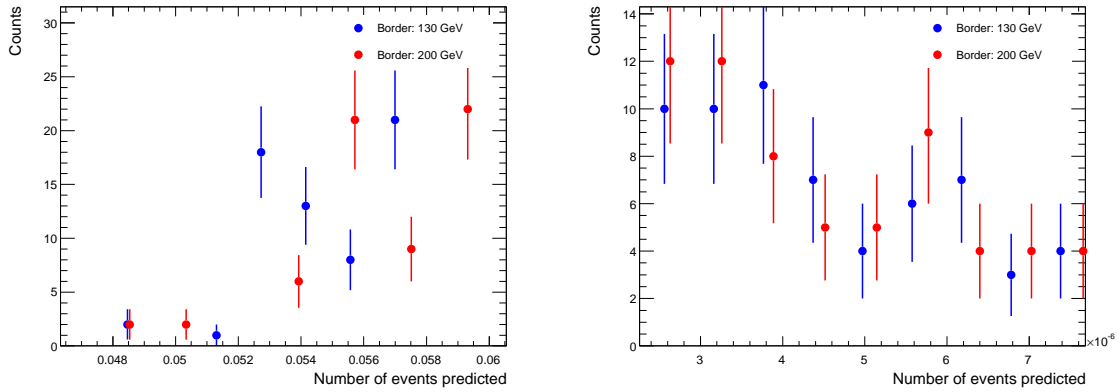 Counts
30
25
20
15
10
5
0
Border: 130 GeV
Border: 200 GeV
0.048 0.05 0.052 0.054 0.056 0.058 0.06
Number of events predicted
Counts
14
12
10
8
6
4
2
0
Border: 130 GeV
Border: 200 GeV
×10⁻⁶
3 4 5 6 7
Number of events predicted